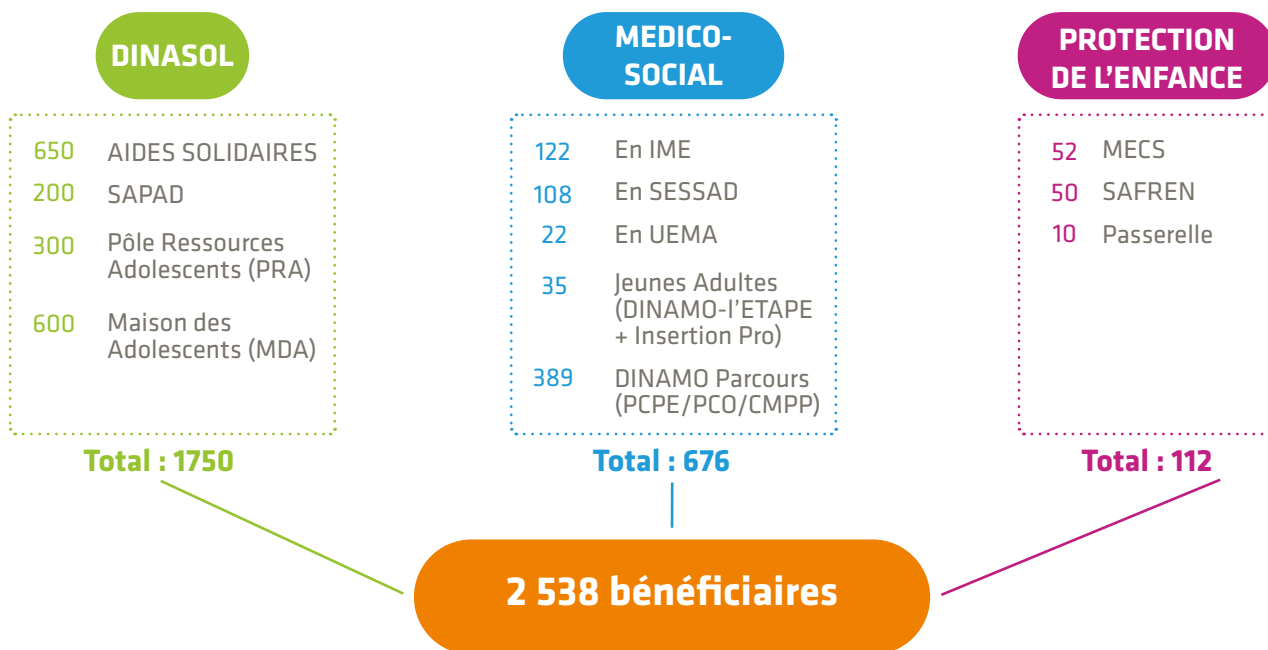 DINASOL
650 AIDES SOLIDAIRES
200 SAPAD
300 Pôle Ressources
Adolescents (PRA)
600 Maison des
Adolescents (MDA)
Total : 1750
MEDICO-
SOCIAL
122 En IME
108 En SESSAD
22 En UEMA
35 Jeunes Adultes
(DINAMO-l’ETAPE
+ Insertion Pro)
389 DINAMO Parcours
(PCPE/PCO/CMPP)
Total : 676
PROTECTION
DE L’ENFANCE
52 MECS
50 SAFREN
10 Passerelle
Total : 112
2 538 bénéficiaires